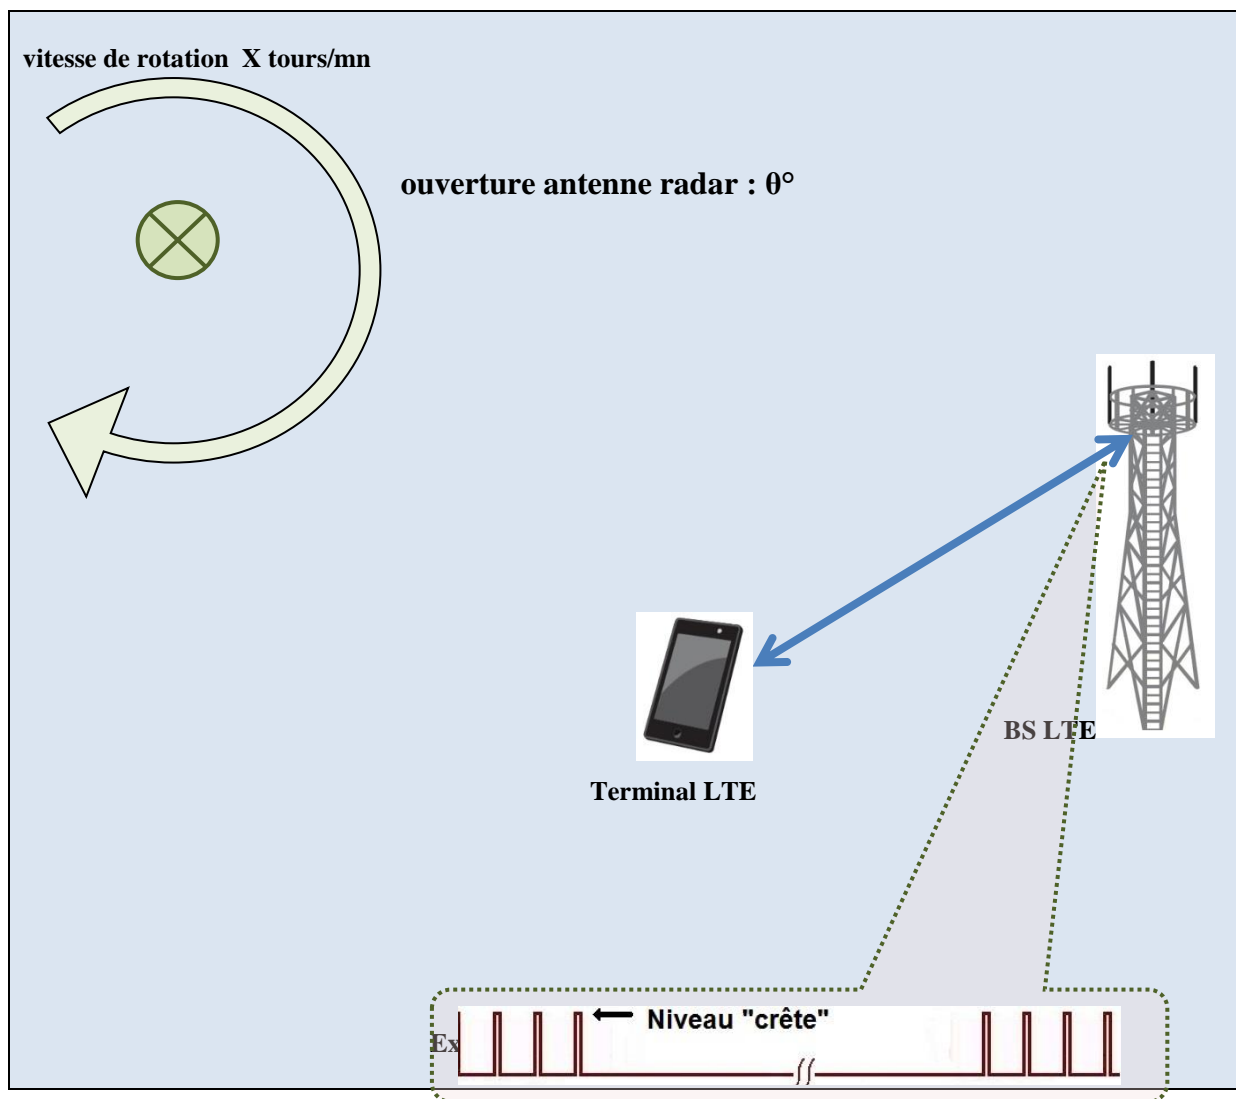 vitesse de rotation X tours/mn
ouverture antenne radar : θ°
BS LTE
Terminal LTE
Niveau "crête"
Ex